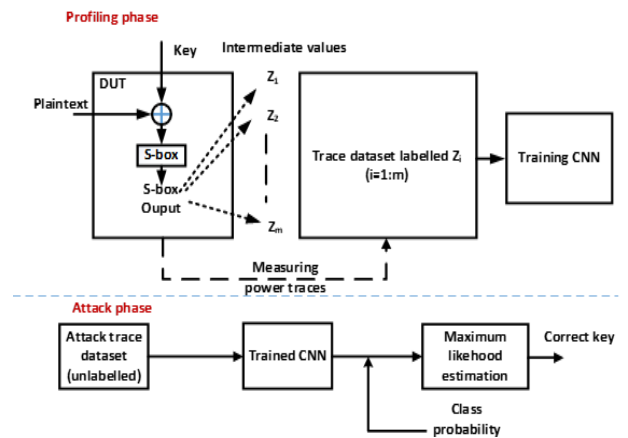 Profiling phase
Key
Intermediate values
DUT
Plaintext
Z1
Z2
S-box
S-box
Ouput
Zm
Trace dataset labelled Zi
(i=1:m)
Training CNN
Measuring
power traces
Attack phase
Attack trace
dataset
(unlabelled)
Trained CNN
Maximum
likehood
estimation
Correct key
Class
probability